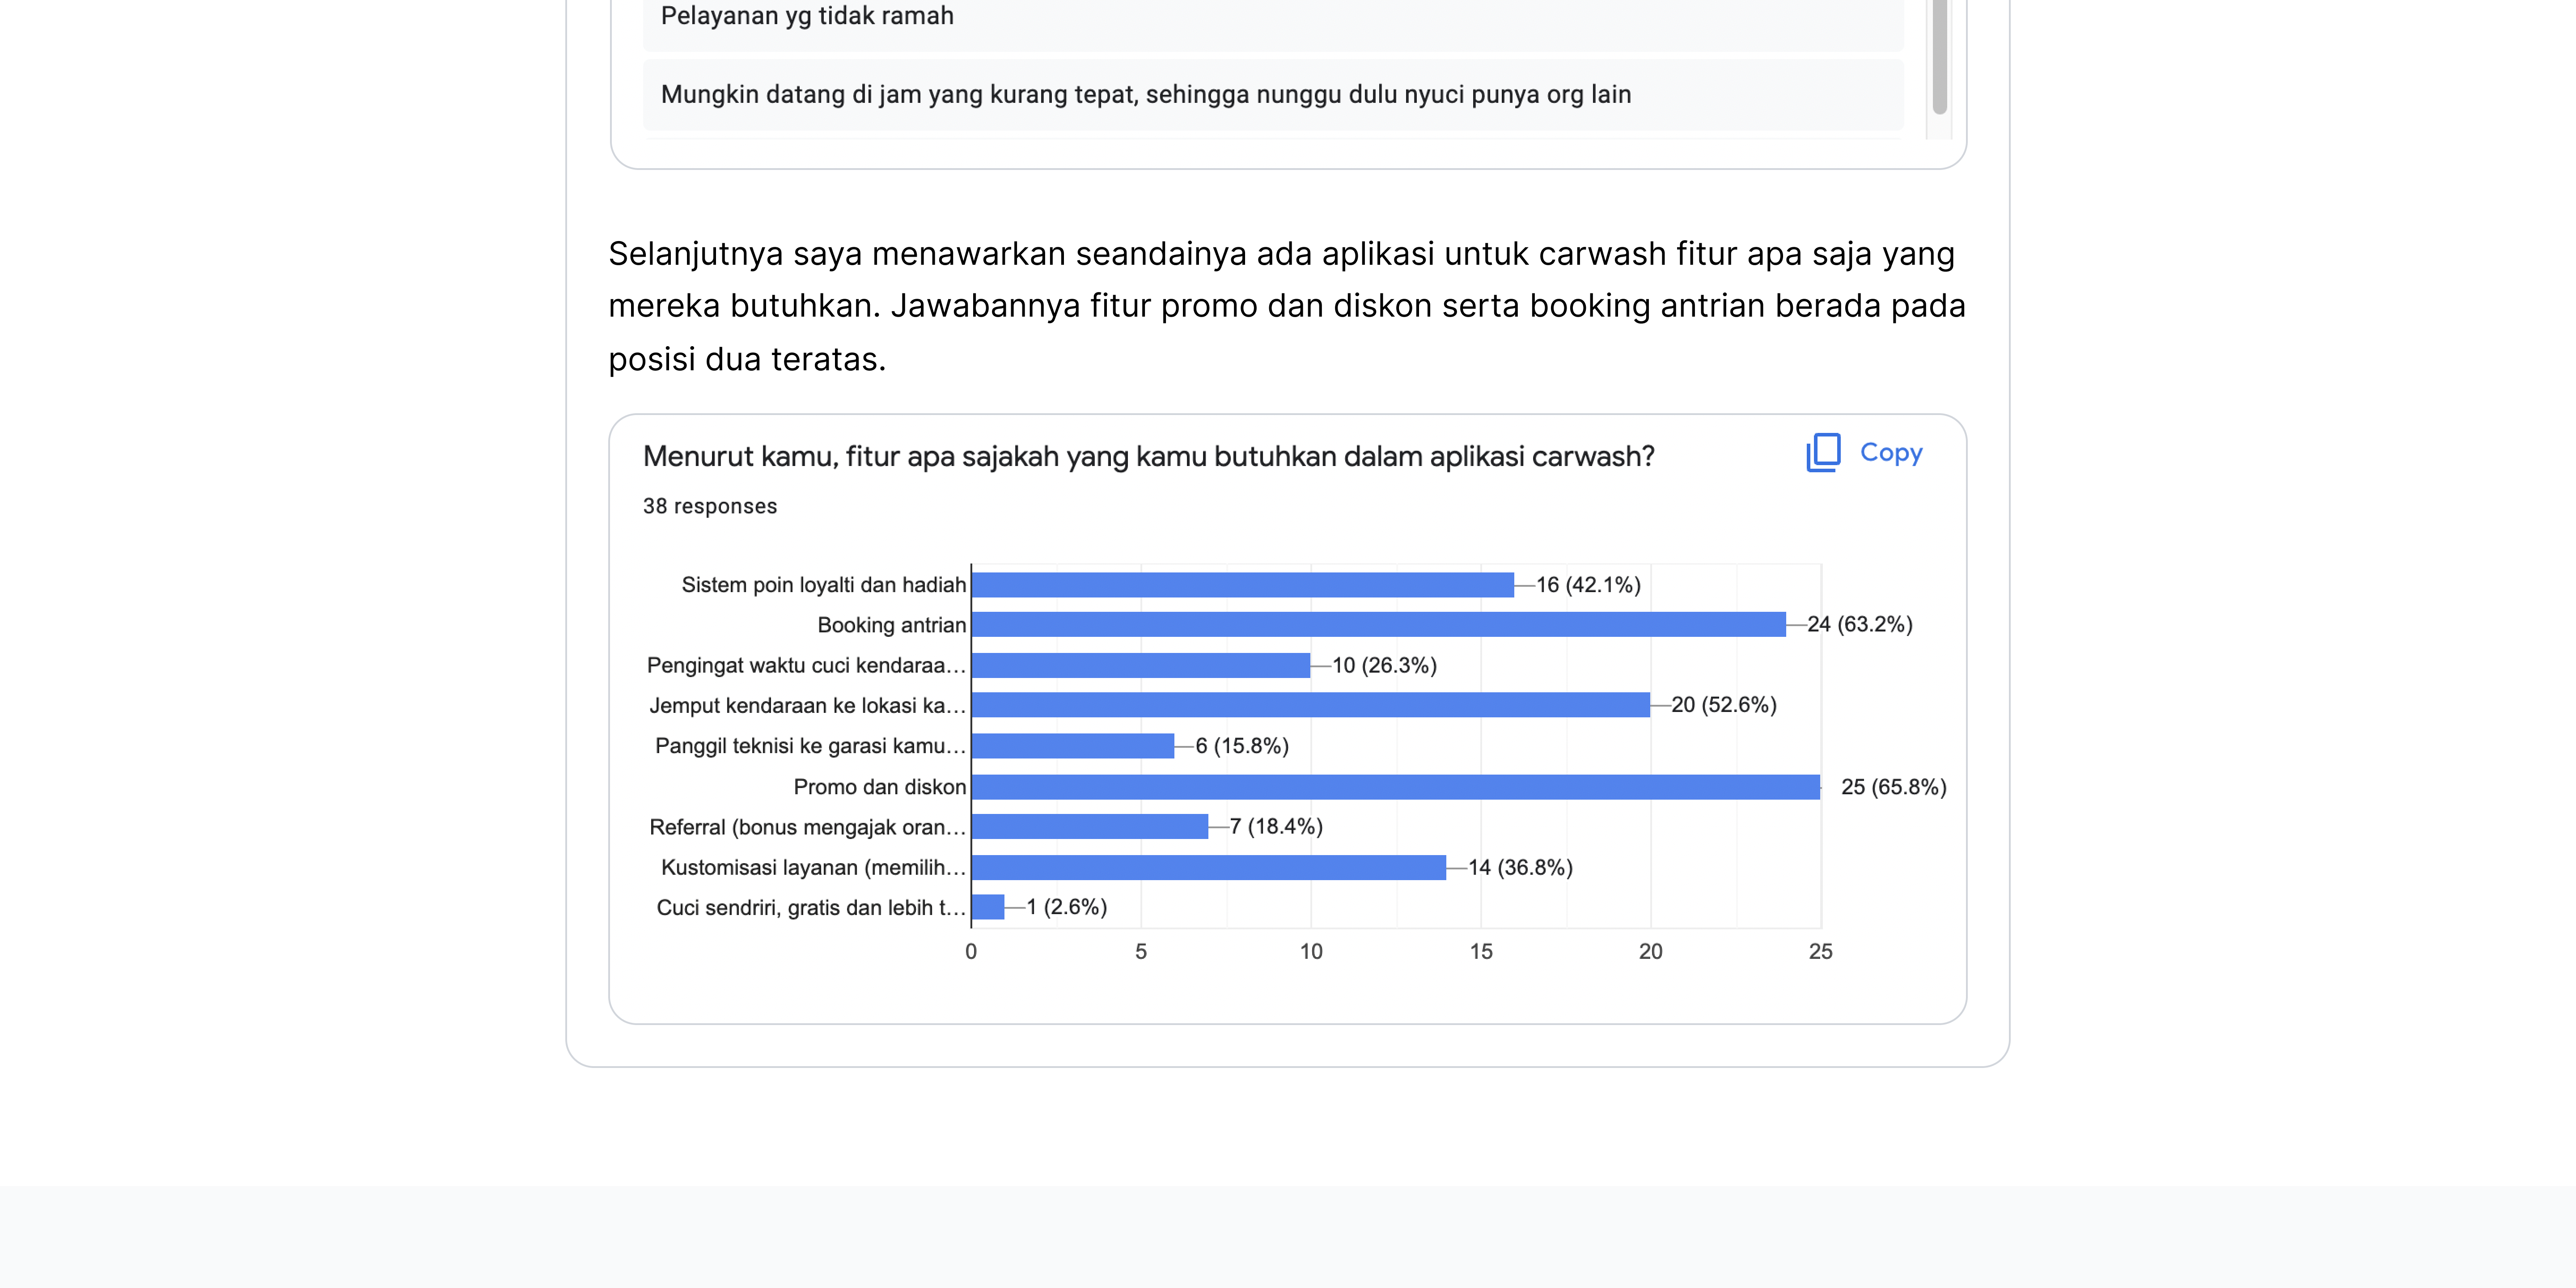 Pelayanan yg tidak ramah
Mungkin datang di jam yang kurang tepat, sehingga nunggu dulu nyuci punya org lain
Selanjutnya saya menawarkan seandainya ada aplikasi untuk carwash fitur apa saja yang
mereka butuhkan. Jawabannya fitur promo dan diskon serta booking antrian berada pada
posisi dua teratas.
Menurut kamu, fitur apa sajakah yang kamu butuhkan dalam aplikasi carwash?
Copy
38 responses
Sistem poin loyalti dan hadiah 16 (42.1%)
Booking antrian 24 (63.2%)
Pengingat waktu cuci kendaraa... 10 (26.3%)
Jemput kendaraan ke lokasi ka... 20 (52.6%)
Panggil teknisi ke garasi kamu... 6 (15.8%)
Promo dan diskon 25 (65.8%)
Referral (bonus mengajak oran... 7 (18.4%)
Kustomisasi layanan (memilih... 14 (36.8%)
Cuci sendriri, gratis dan lebih t... 1 (2.6%)
0 5 10 15 20 25